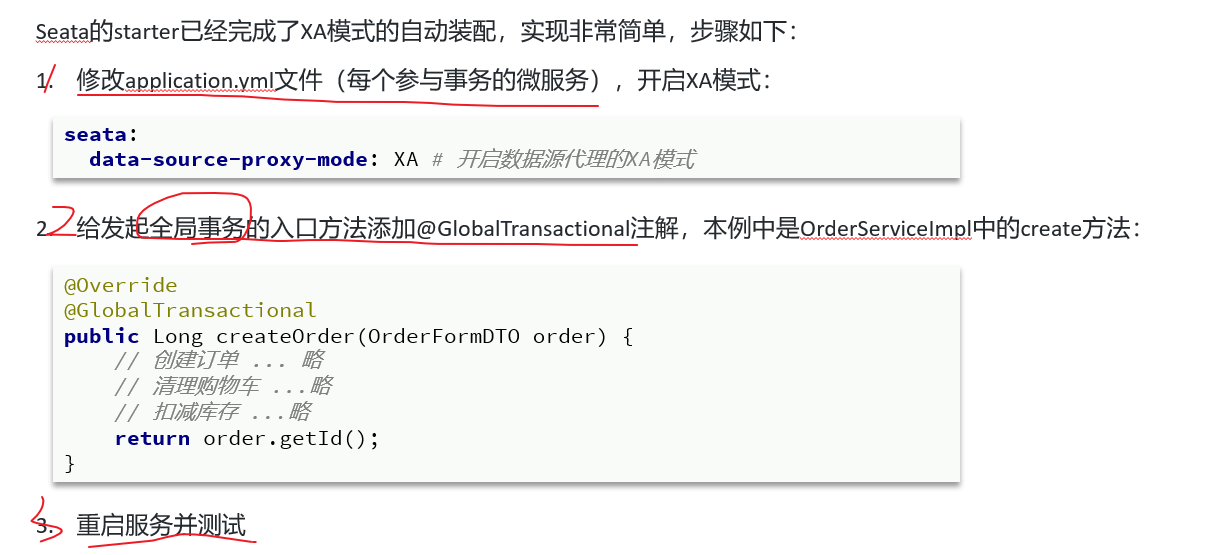 Seata的starter已经完成了XA模式的自动装配，实现非常简单，步骤如下：
1. 修改application.yml文件（每个参与事务的微服务），开启XA模式：
seata:
  data-source-proxy-mode: XA # 开启数据源代理的XA模式
2. 给发起全局事务的入口方法添加@GlobalTransactional注解，本例中是OrderServiceImpl中的create方法：
@Override
@GlobalTransactional
public Long createOrder(OrderFormDTO order) {
    // 创建订单 ... 略
    // 清理购物车 ...略
    // 扣减库存 ...略
    return order.getId();
}
3. 重启服务并测试